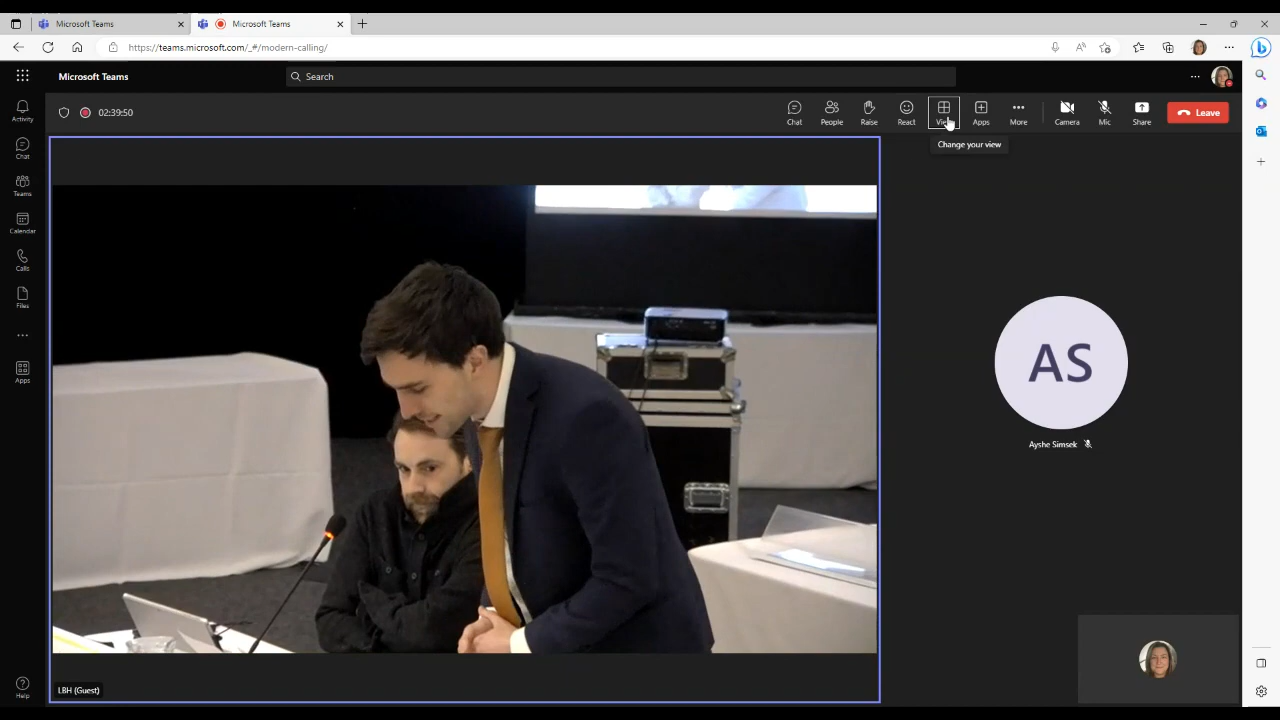 Microsoft Teams
Microsoft Teams
https://teams.microsoft.com/_#/modern-calling/
Microsoft Teams
Search
02:39:50
Chat
People
Raise
React
Apps
More
Camera
Mic
Share
Leave
Change your view
Activity
Chat
Teams
Calendar
Calls
Files
Apps
Help
AS
Ayshe Simsek
LBH (Guest)